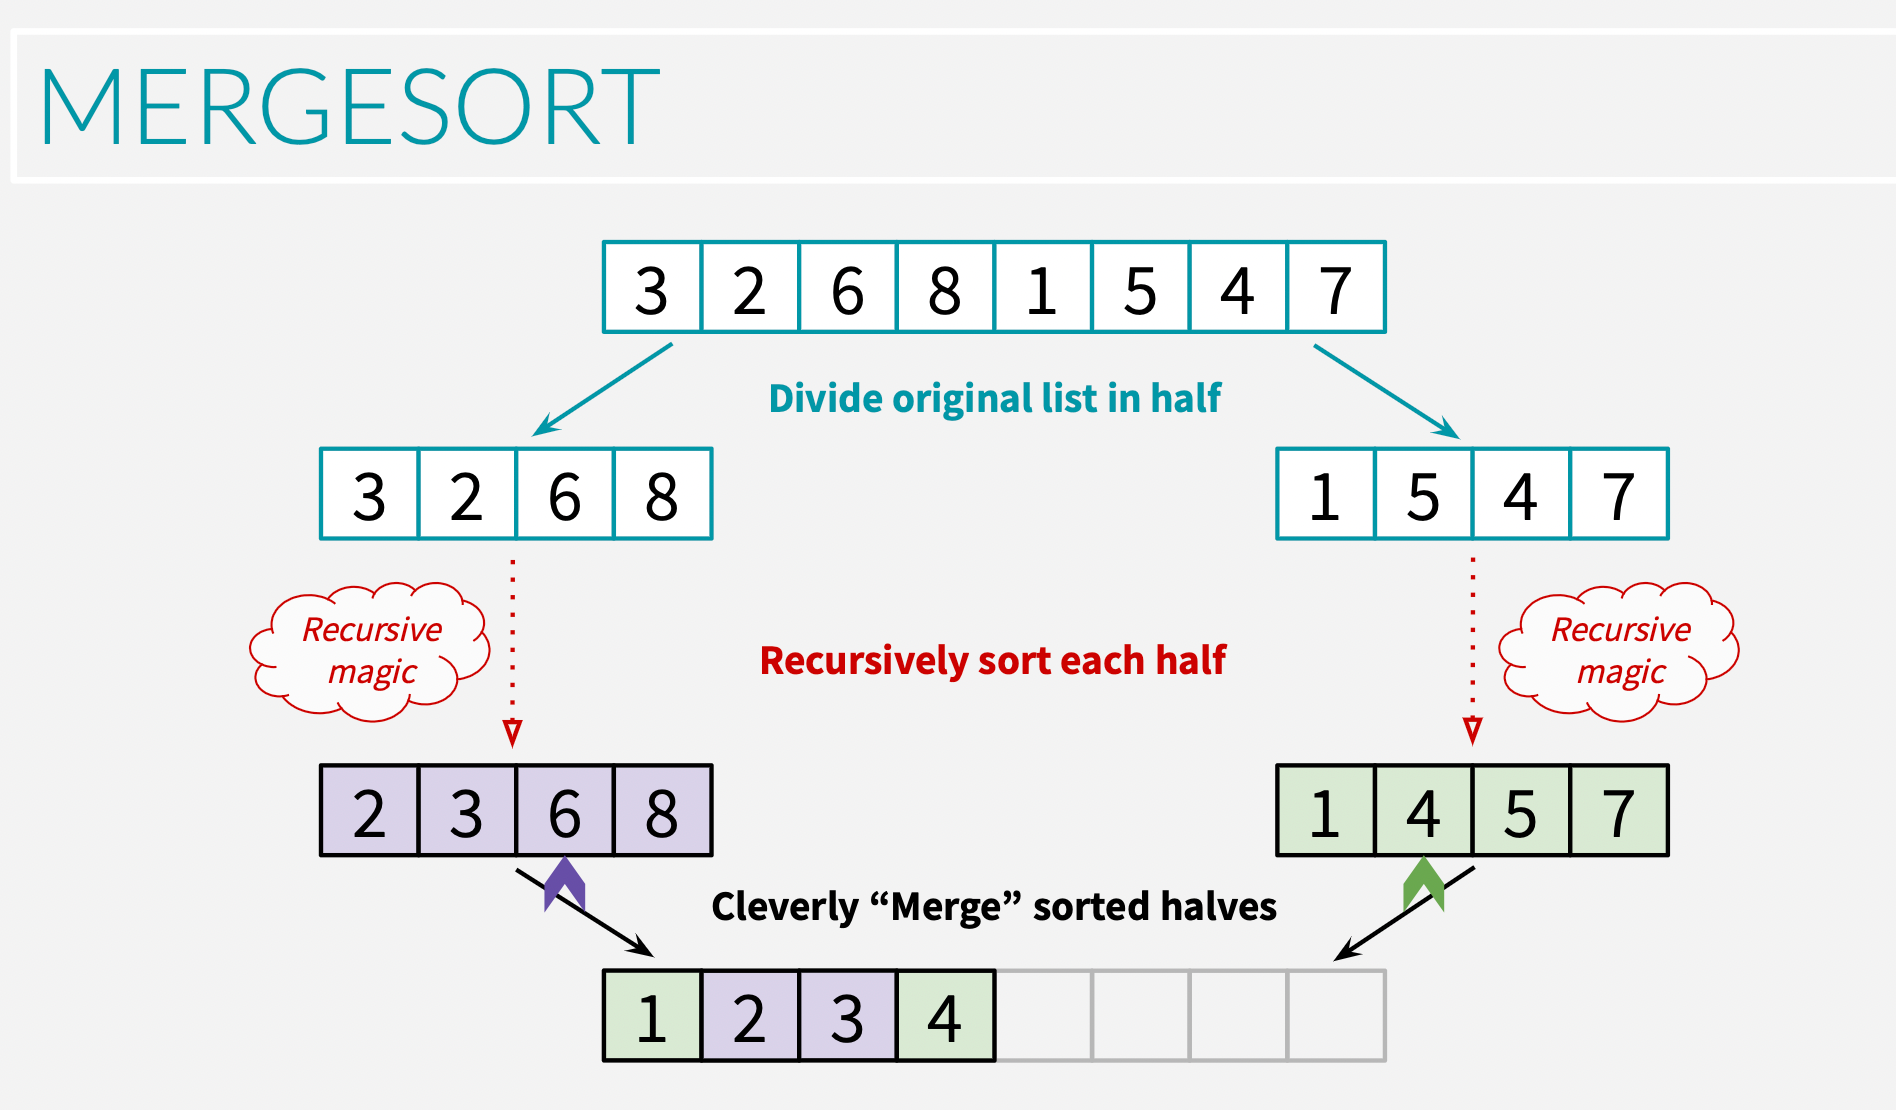 MERGESORT
3 2 6 8 1 5 4 7
Divide original list in half
3 2 6 8
1 5 4 7
Recursive
magic
Recursively sort each half
Recursive
magic
2 3 6 8
1 4 5 7
Cleverly “Merge” sorted halves
1 2 3 4